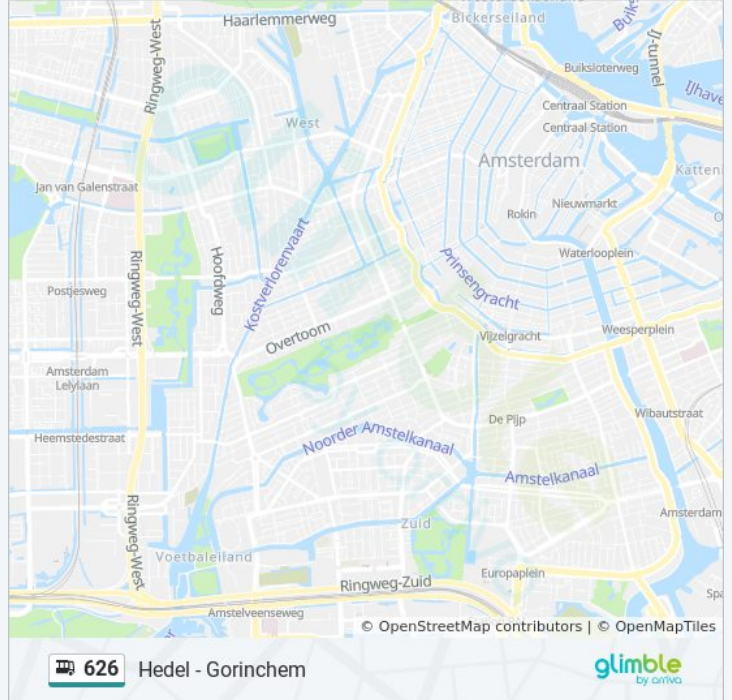 Haarlemmerweg
Bickerseiland
Ringweg-West
IJ-tunnel
Buiksloterweg
IJhave
Centraal Station
Centraal Station
West
Amsterdam
Katten
Jan van Galenstraat
Nieuwmarkt
Rokin
Kostverlorenvaart
Hoofdweg
Prinsengracht
Waterlooplein
Ringweg-West
Postjesweg
Overtoom
Vijzelgracht
Weesperplein
Amsterdam
Lelylaan
De Pijp
Wibautstraat
Heemstedestraat
Noorder Amstelkanaal
Amstelkanaal
Ringweg-West
Zuid
Amsterdam
Voetbaleiland
Europaplein
Ringweg-Zuid
Spa
Amstelveenseweg
© OpenStreetMap contributors | © OpenMapTiles
626 Hedel - Gorinchem
glimble
by arriva